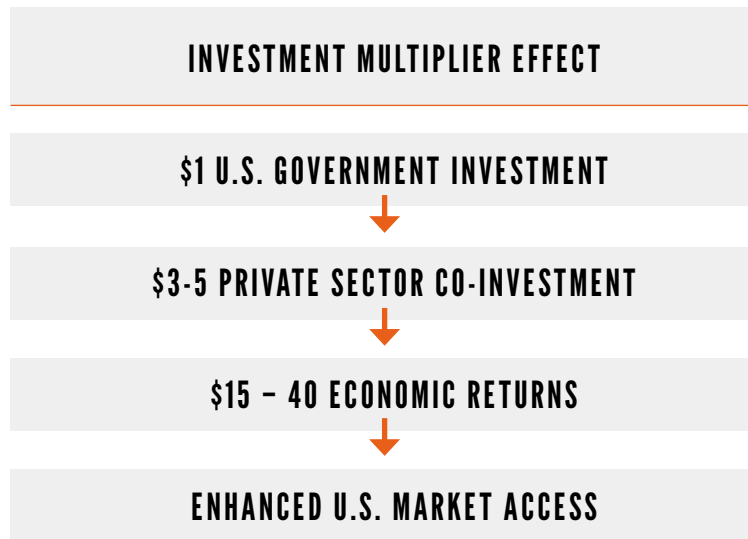 INVESTMENT MULTIPLIER EFFECT
$1 U.S. GOVERNMENT INVESTMENT
$3-5 PRIVATE SECTOR CO-INVESTMENT
$15 – 40 ECONOMIC RETURNS
ENHANCED U.S. MARKET ACCESS